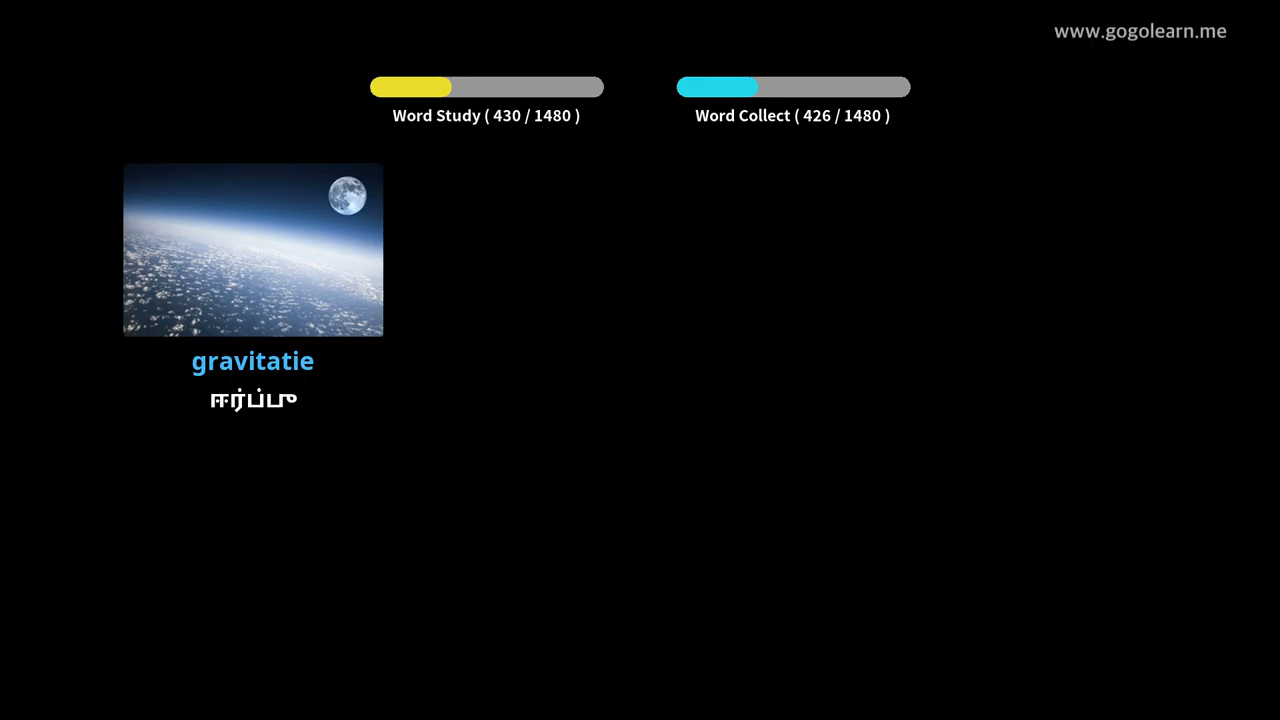 www.gogolearn.me
Word Study ( 430 / 1480 )
Word Collect ( 426 / 1480 )
gravitatie
ஈர்ப்பு